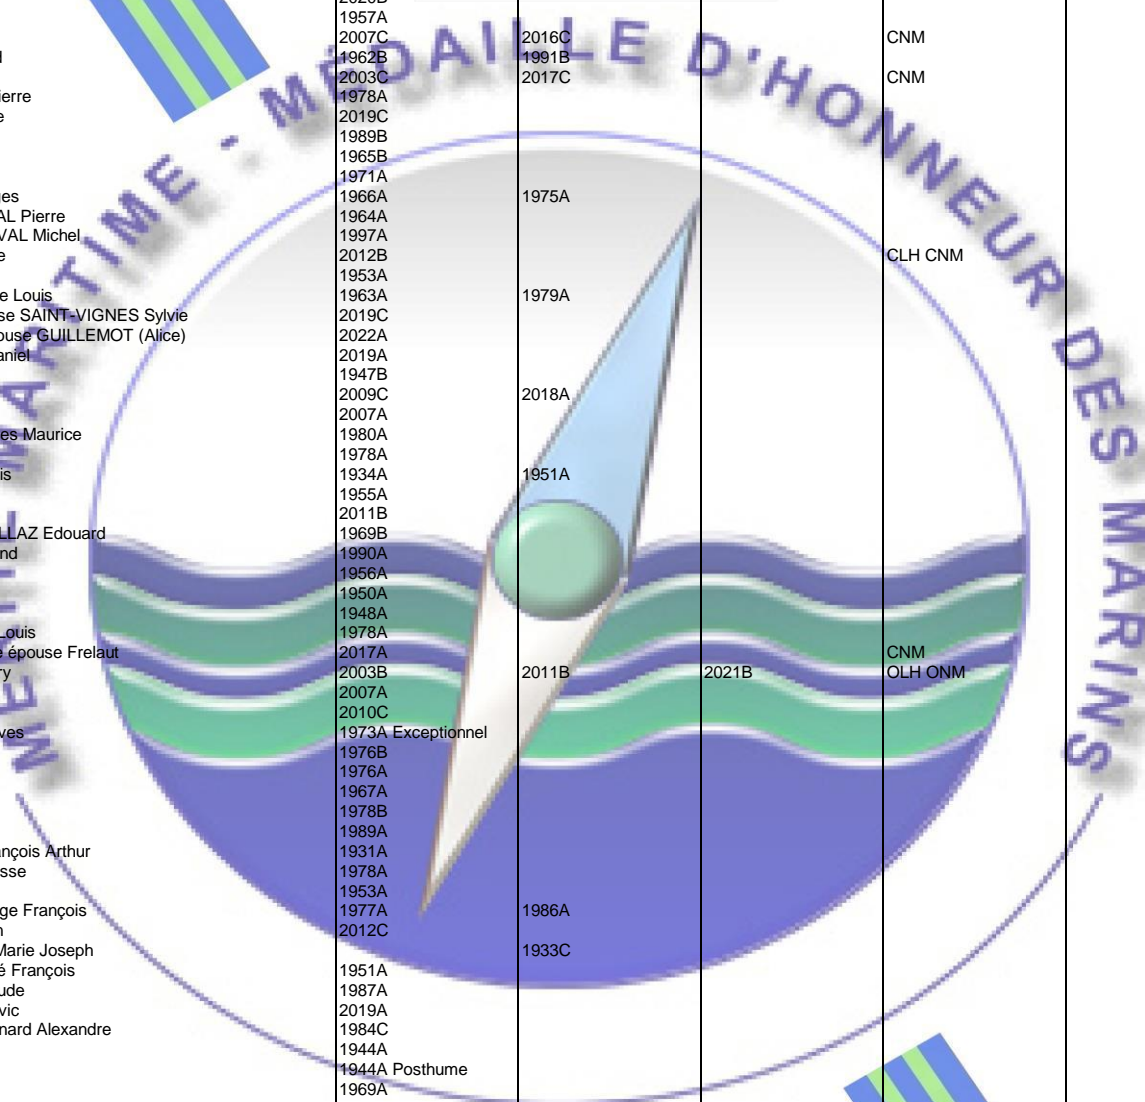 1957A
2007C 2016C CNM
1962B 1991B
2003C 2017C CNM
ierre 1978A
e 2019C
1989B
1965B
1971A
ges 1966A 1975A
AL Pierre 1964A
VAL Michel 1997A
e 2012B CLH CNM
1953A
e Louis 1963A 1979A
se SAINT-VIGNES Sylvie 2019C
ouse GUILLEMOT (Alice) 2022A
aniel 2019A
1947B
2009C 2018A
2007A
es Maurice 1980A
1978A
is 1934A 1951A
1955A
2011B
LLAZ Edouard 1969B
nd 1990A
1956A
1950A
1948A
Louis 1978A
e épouse Frelaut 2017A CNM
ry 2003B 2011B 2021B OLH ONM
2007A
2010C
ves 1973A Exceptionnel
1976B
1976A
1967A
1978B
1989A
nçois Arthur 1931A
sse 1978A
1953A
ge François 1977A 1986A
n 2012C
Marie Joseph 1933C
é François 1951A
ude 1987A
vic 2019A
nard Alexandre 1984C
1944A
1944A Posthume
1969A
MARITIME - MÉDAILLE D'HONNEUR DES MARINS